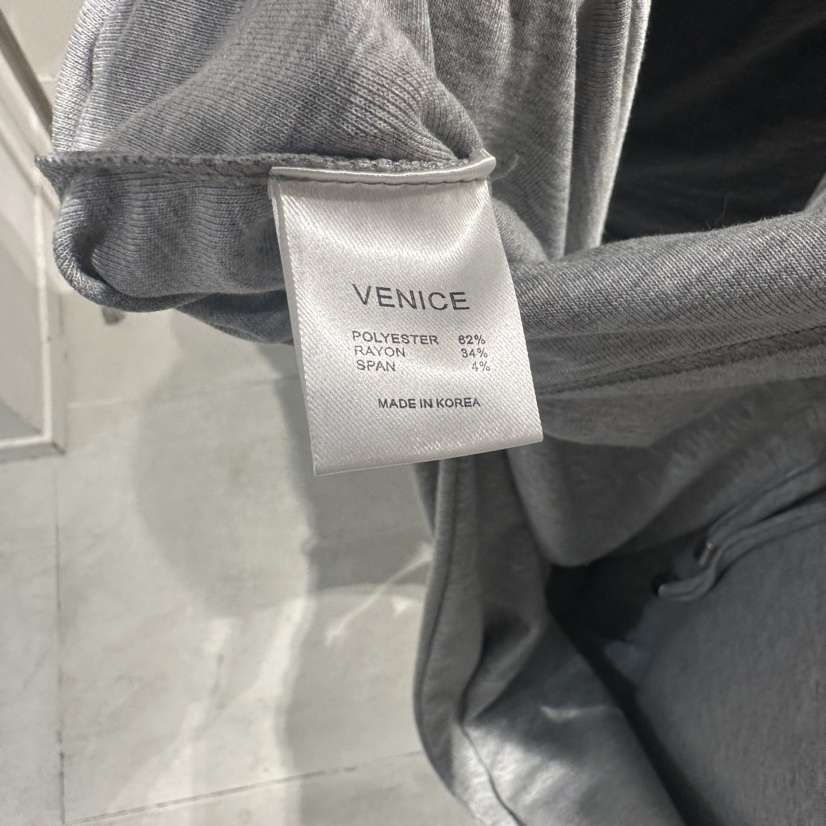 VENICE
POLYESTER 62%
RAYON 34%
SPAN 4%
MADE IN KOREA